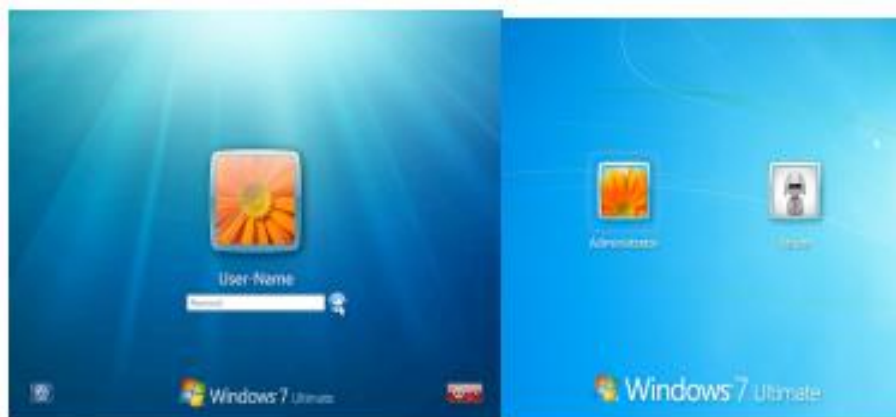 User-Name
Password
Windows 7 Ultimate
Administrator
Windows 7 Ultimate